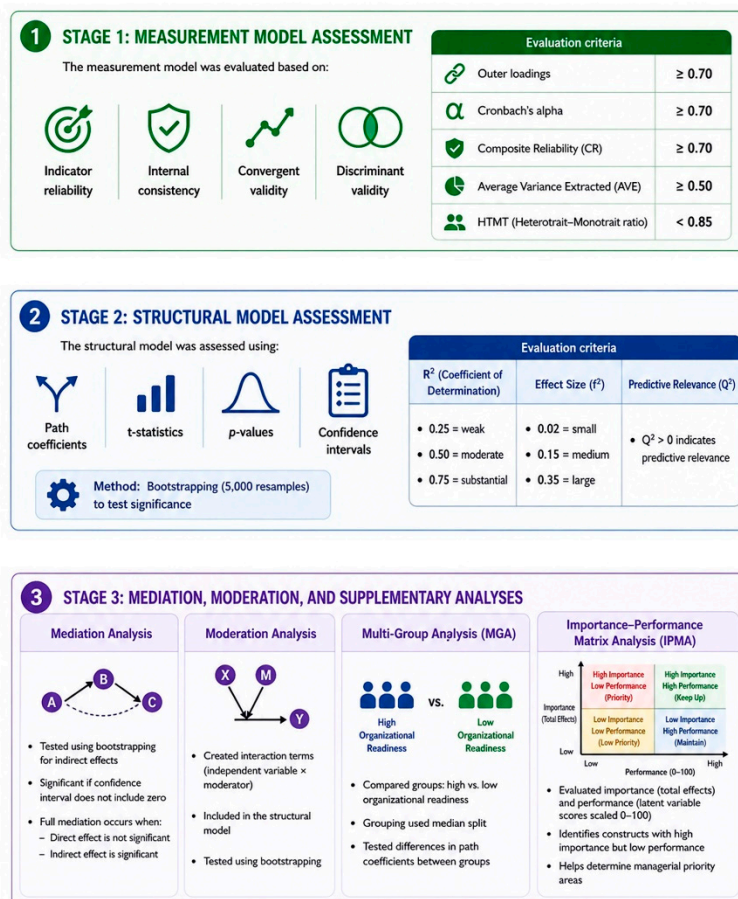 1 STAGE 1: MEASUREMENT MODEL ASSESSMENT
The measurement model was evaluated based on:
Indicator
reliability
Internal
consistency
Convergent
validity
Discriminant
validity
Evaluation criteria
Outer loadings ≥ 0.70
α Cronbach's alpha ≥ 0.70
Composite Reliability (CR) ≥ 0.70
Average Variance Extracted (AVE) ≥ 0.50
HTMT (Heterotrait–Monotrait ratio) < 0.85
2 STAGE 2: STRUCTURAL MODEL ASSESSMENT
The structural model was assessed using:
Path
coefficients
t-statistics
p-values
Confidence
intervals
Method: Bootstrapping (5,000 resamples)
to test significance
Evaluation criteria
R² (Coefficient of
Determination)
Effect Size (f²)
Predictive Relevance (Q²)
• 0.25 = weak
• 0.50 = moderate
• 0.75 = substantial
• 0.02 = small
• 0.15 = medium
• 0.35 = large
• Q² > 0 indicates
predictive relevance
3 STAGE 3: MEDIATION, MODERATION, AND SUPPLEMENTARY ANALYSES
Mediation Analysis
A
B
C
• Tested using bootstrapping
for indirect effects
• Significant if confidence
interval does not include zero
• Full mediation occurs when:
– Direct effect is not significant
– Indirect effect is significant
Moderation Analysis
X
M
Y
• Created interaction terms
(independent variable ×
moderator)
• Included in the structural
model
• Tested using bootstrapping
Multi-Group Analysis (MGA)
High
Organizational
Readiness
vs.
Low
Organizational
Readiness
• Compared groups: high vs. low
organizational readiness
• Grouping used median split
• Tested differences in path
coefficients between groups
Importance–Performance
Matrix Analysis (IPMA)
High
Importance
(Total Effects)
Low
High Importance
Low Performance
(Priority)
High Importance
High Performance
(Keep Up)
Low Importance
Low Performance
(Low Priority)
Low Importance
High Performance
(Maintain)
Low
High
Performance (0–100)
• Evaluated importance (total effects)
and performance (latent variable
scores scaled 0–100)
• Identifies constructs with high
importance but low performance
• Helps determine managerial priority
areas